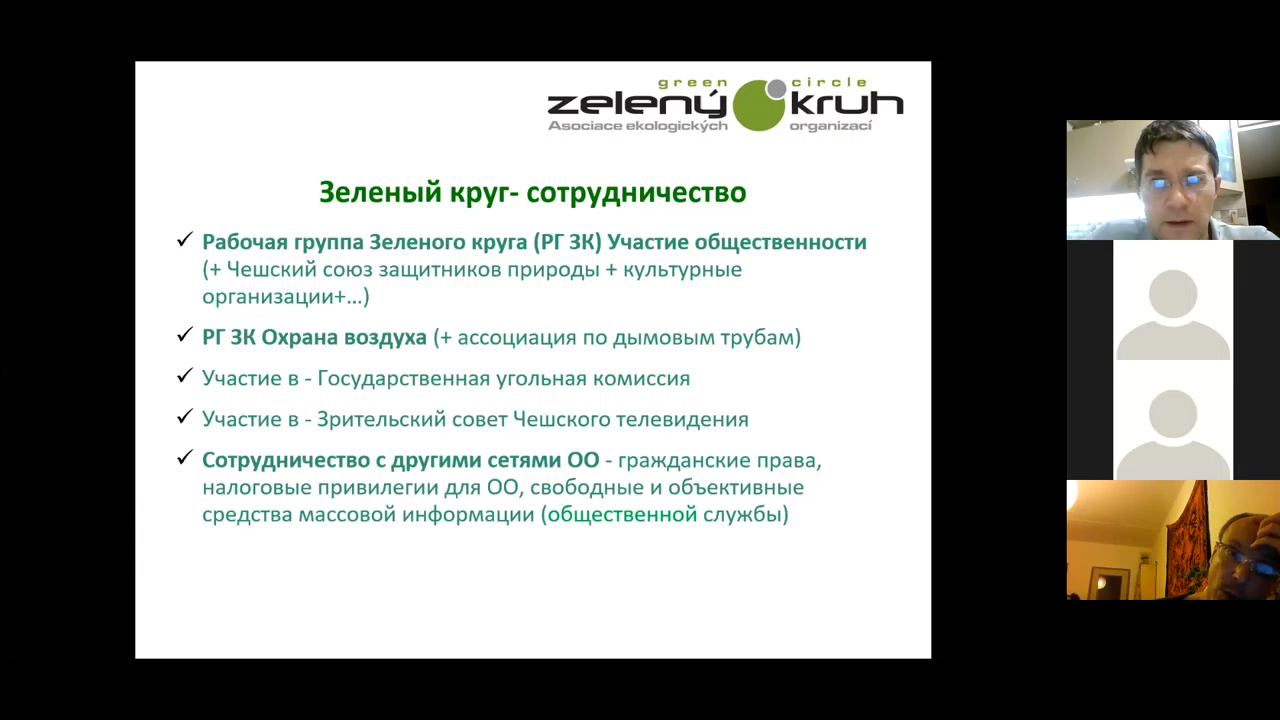 green circle
zelený kruh
Asociace ekologických organizací
Зеленый круг- сотрудничество
Рабочая группа Зеленого круга (РГ ЗК) Участие общественности
(+ Чешский союз защитников природы + культурные
организации+...)
РГ ЗК Охрана воздуха (+ ассоциация по дымовым трубам)
Участие в - Государственная угольная комиссия
Участие в - Зрительский совет Чешского телевидения
Сотрудничество с другими сетями ОО - гражданские права,
налоговые привилегии для ОО, свободные и объективные
средства массовой информации (общественной службы)